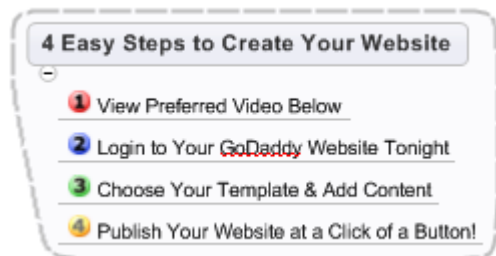 4 Easy Steps to Create Your Website
1 View Preferred Video Below
2 Login to Your GoDaddy Website Tonight
3 Choose Your Template & Add Content
4 Publish Your Website at a Click of a Button!